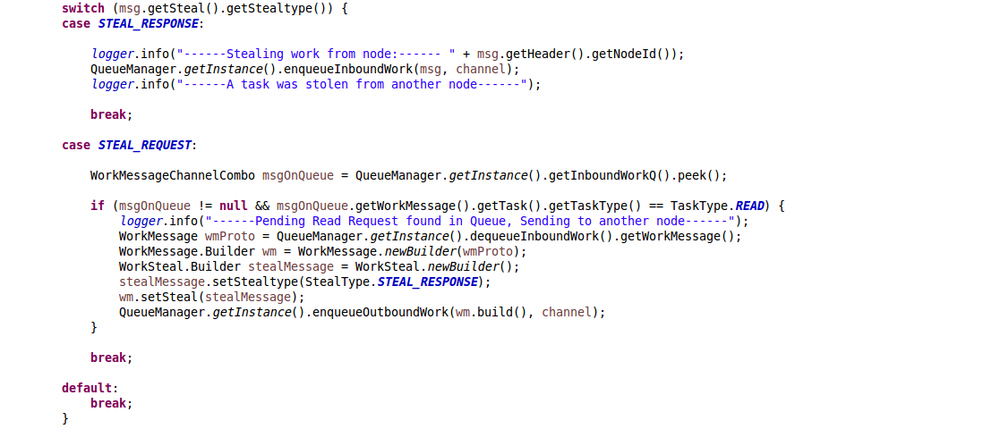 switch (msg.getSteal().getStealtype()) {
case STEAL_RESPONSE:
logger.info("------Stealing work from node:------ " + msg.getHeader().getNodeId());
QueueManager.getInstance().enqueueInboundWork(msg, channel);
logger.info("------A task was stolen from another node------");
break;
case STEAL_REQUEST:
WorkMessageChannelCombo msgOnQueue = QueueManager.getInstance().getInboundWorkQ().peek();
if (msgOnQueue != null && msgOnQueue.getWorkMessage().getTask().getTaskType() == TaskType.READ) {
logger.info("------Pending Read Request found in Queue, Sending to another node------");
WorkMessage wmProto = QueueManager.getInstance().dequeueInboundWork().getWorkMessage();
WorkMessage.Builder wm = WorkMessage.newBuilder(wmProto);
WorkSteal.Builder stealMessage = WorkSteal.newBuilder();
stealMessage.setStealtype(StealType.STEAL_RESPONSE);
wm.setSteal(stealMessage);
QueueManager.getInstance().enqueueOutboundWork(wm.build(), channel);
}
break;
default:
break;
}